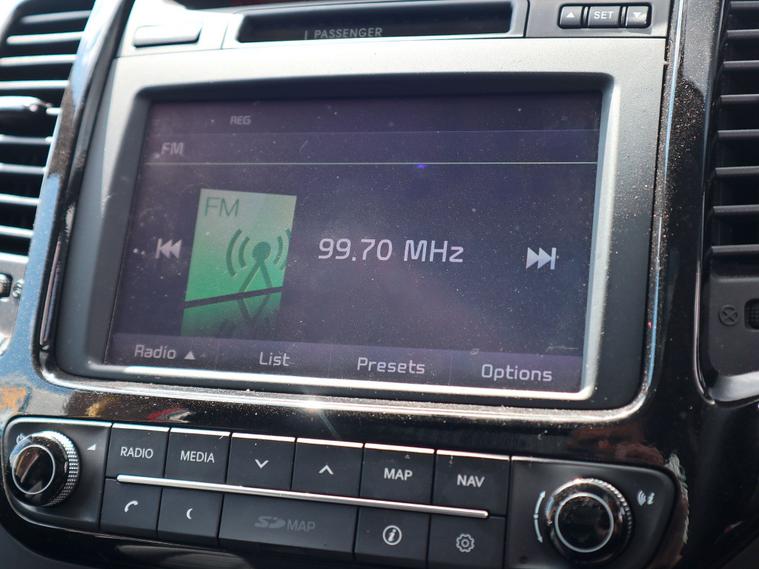 PASSENGER
SET
REG
FM
FM
99.70 MHz
Radio ▲ List Presets Options
RADIO MEDIA MAP NAV
SD MAP